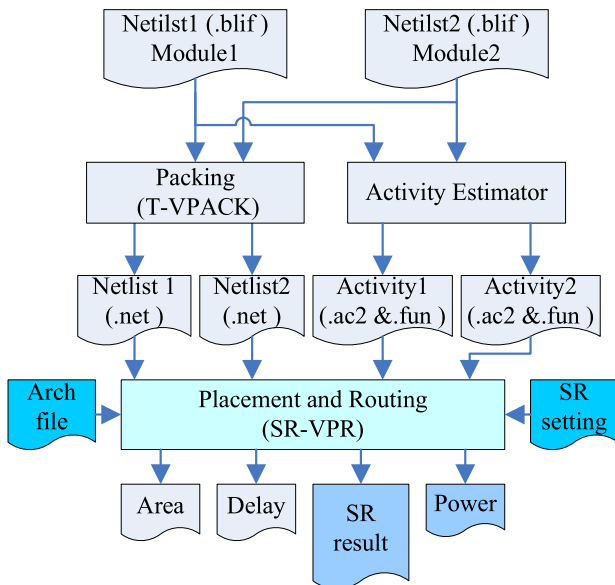 Netilst1 (.blif )
Module1
Netilst2 (.blif )
Module2
Packing
(T-VPACK)
Activity Estimator
Netlist 1
(.net )
Netlist2
(.net )
Activity1
(.ac2 &.fun )
Activity2
(.ac2 &.fun )
Arch
file
Placement and Routing
(SR-VPR)
SR
setting
Area
Delay
SR
result
Power